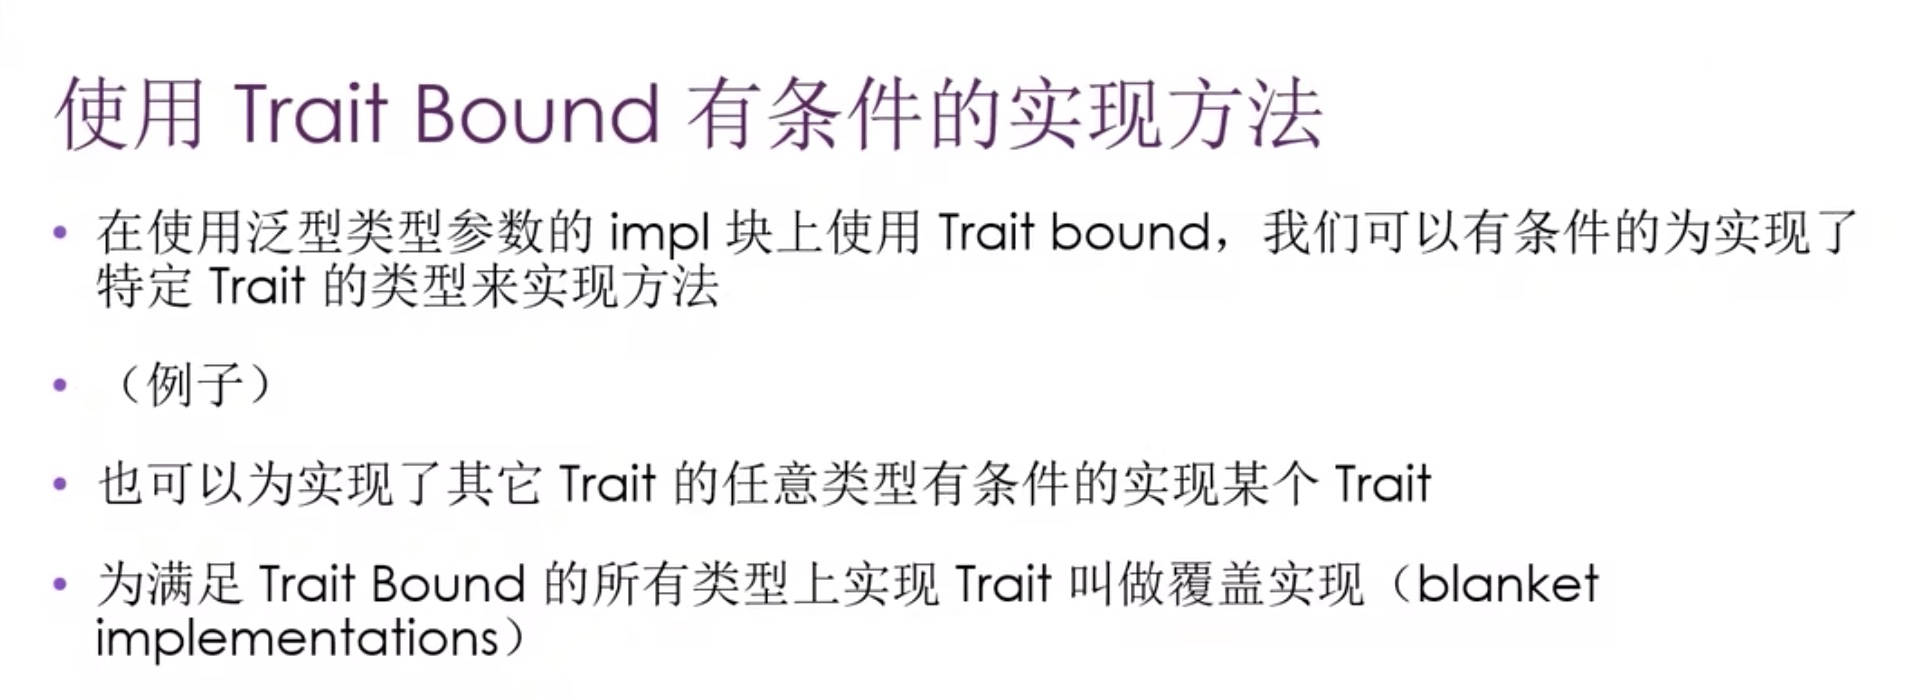 使用 Trait Bound 有条件的实现方法
• 在使用泛型类型参数的 impl 块上使用 Trait bound，我们可以有条件的为实现了
特定 Trait 的类型来实现方法
• （例子）
• 也可以为实现了其它 Trait 的任意类型有条件的实现某个 Trait
• 为满足 Trait Bound 的所有类型上实现 Trait 叫做覆盖实现（blanket
implementations）